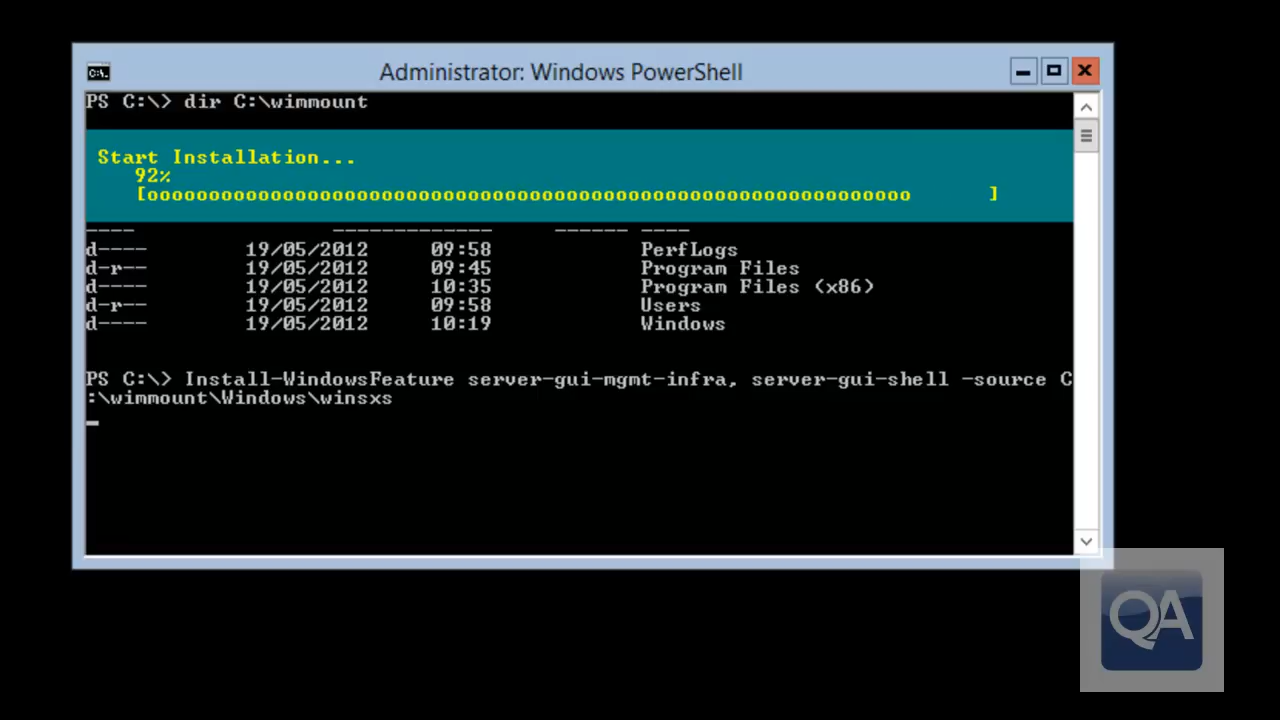 Administrator: Windows PowerShell
PS C:\> dir C:\wimmount
Start Installation...
92%
[oooooooooooooooooooooooooooooooooooooooooooooooooooooooooooooo ]
---- ------------- ------ ----
d---- 19/05/2012 09:58 PerfLogs
d-r-- 19/05/2012 09:45 Program Files
d---- 19/05/2012 10:35 Program Files (x86)
d-r-- 19/05/2012 09:58 Users
d---- 19/05/2012 10:19 Windows
PS C:\> Install-WindowsFeature server-gui-mgmt-infra, server-gui-shell -source C
:\wimmount\Windows\winsxs
QA